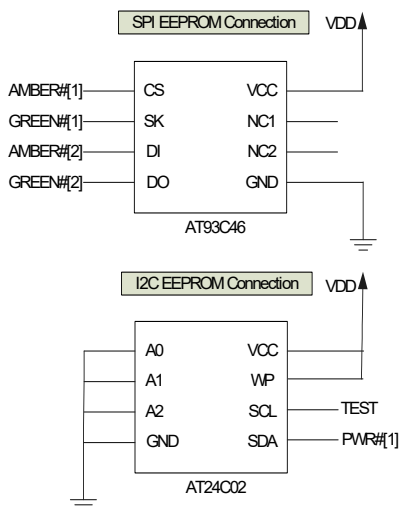 SPI EEPROM Connection
VDD
AMBER#[1] CS VCC
GREEN#[1] SK NC1
AMBER#[2] DI NC2
GREEN#[2] DO GND
AT93C46
I2C EEPROM Connection
VDD
A0 VCC
A1 WP
A2 SCL TEST
GND SDA PWR#[1]
AT24C02